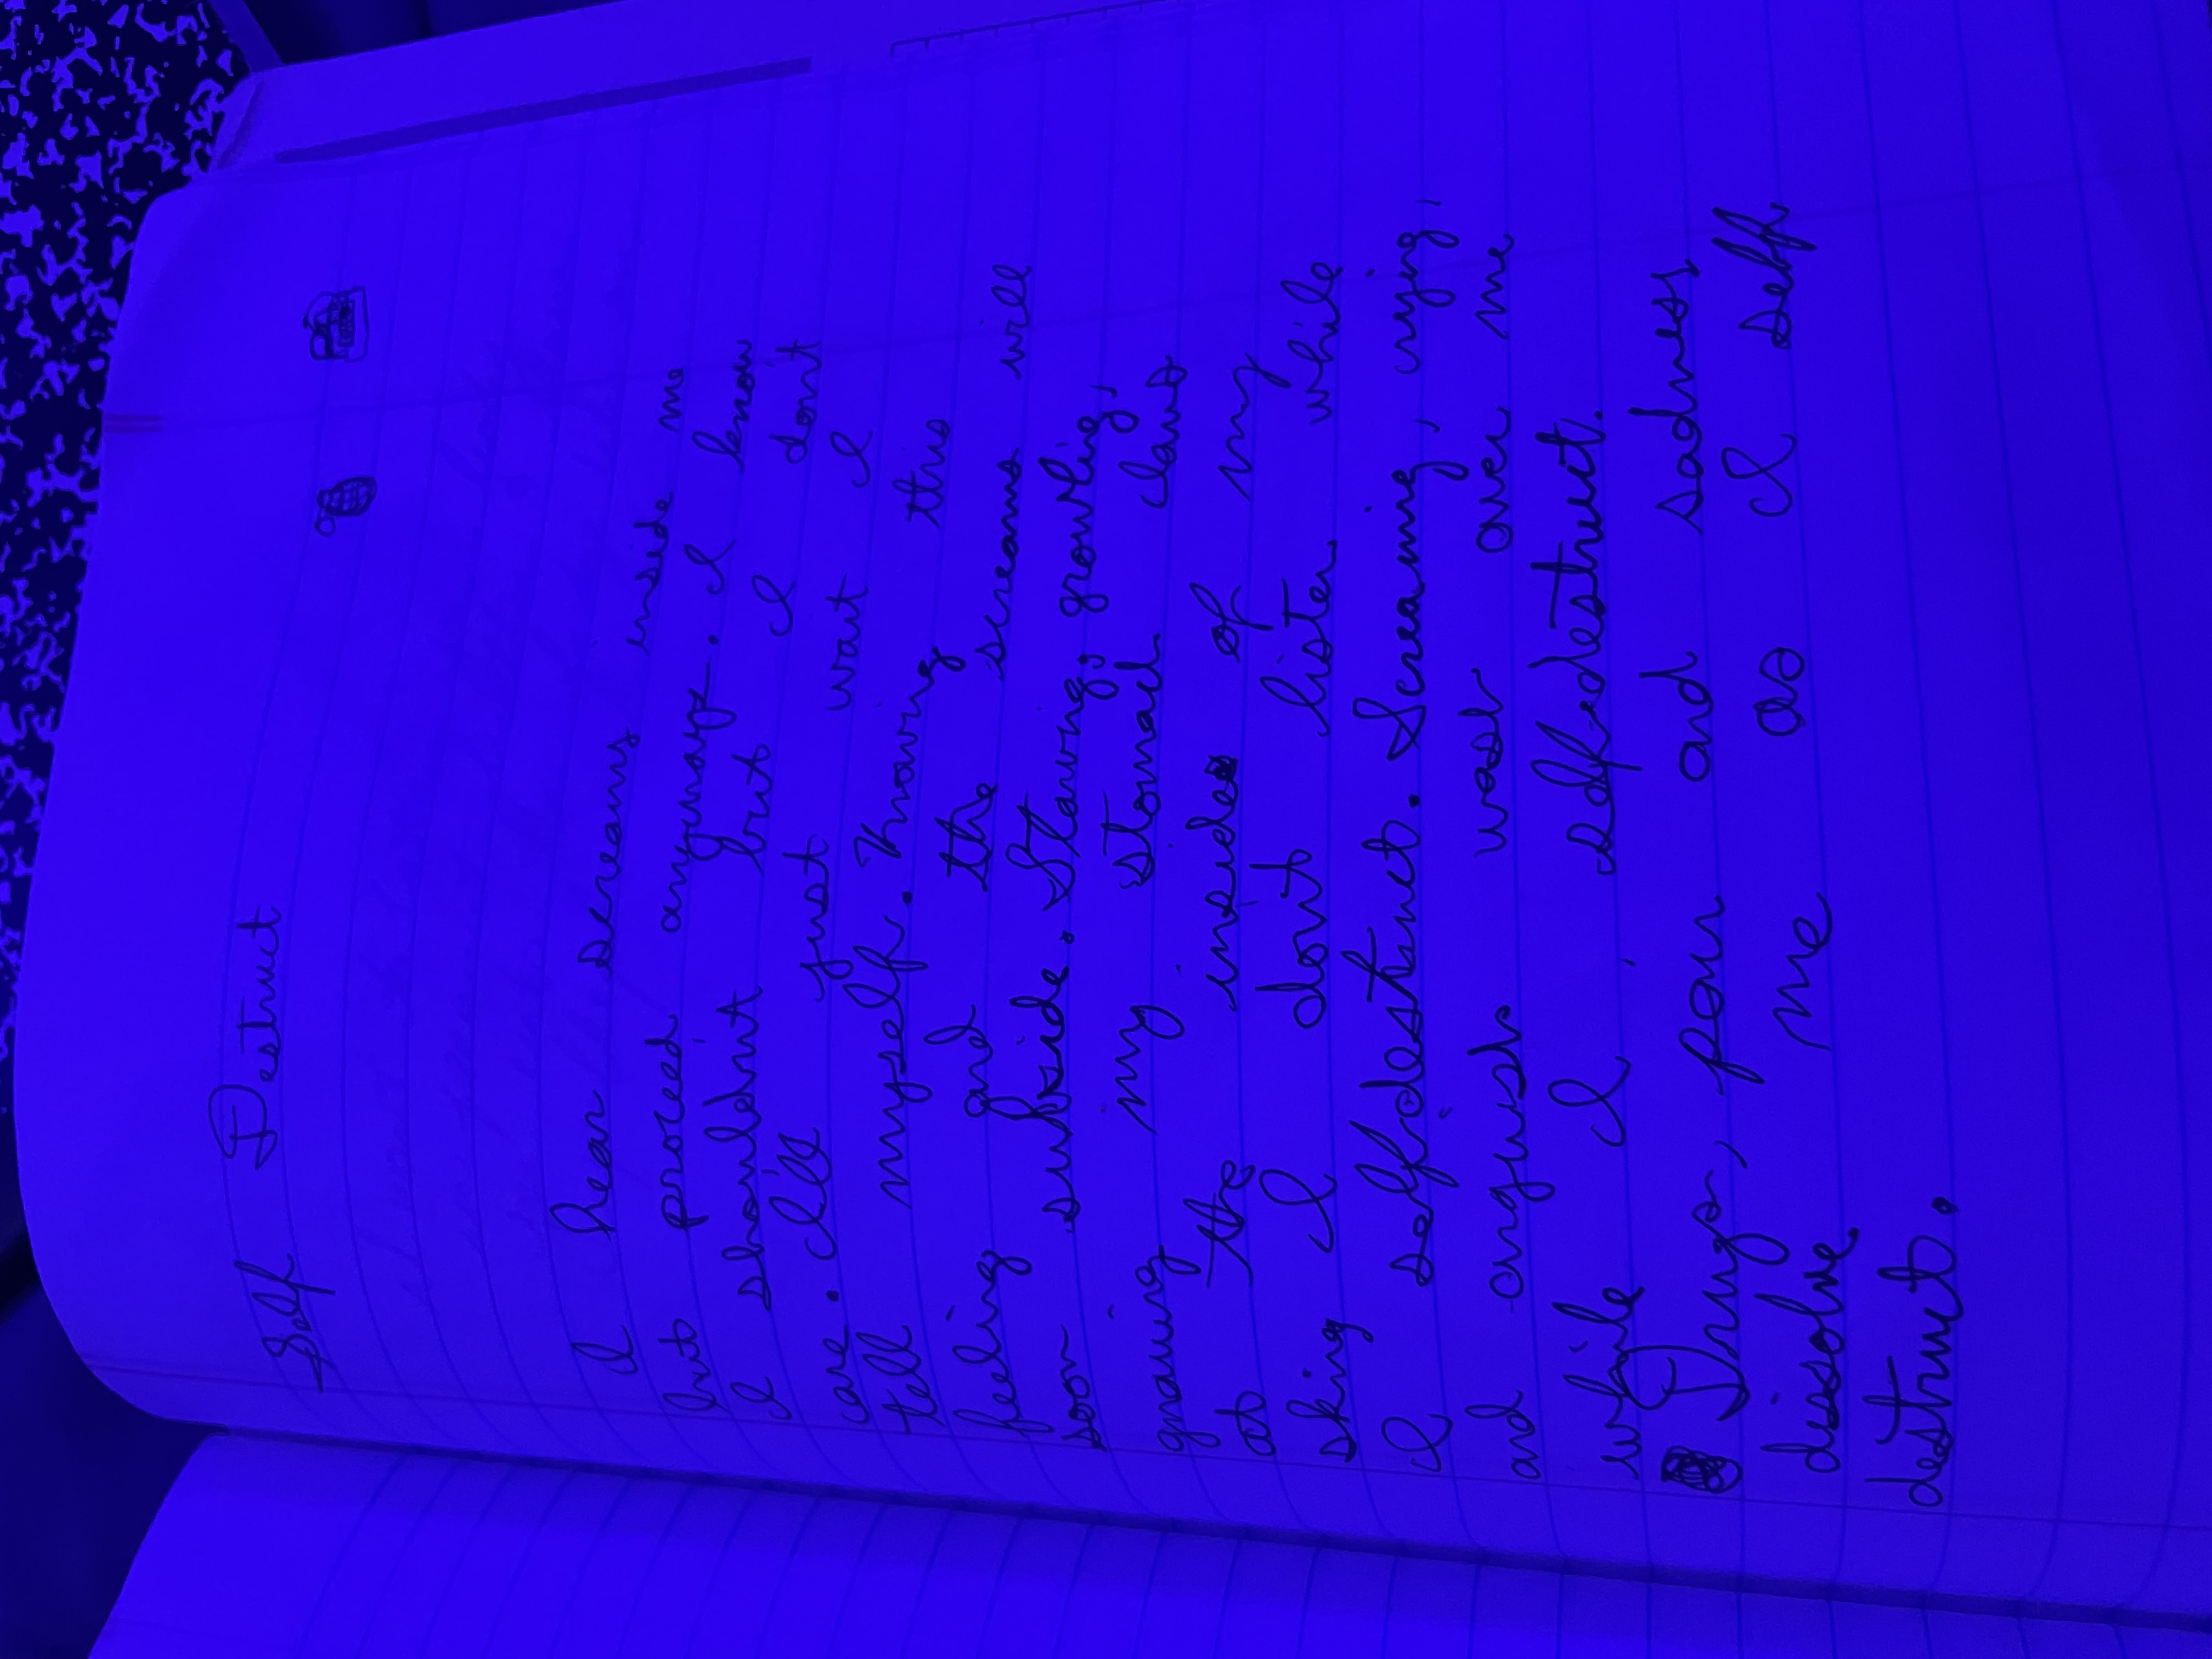 Self Destruct
I hear screams inside me
but proceed anyways. I know
I shouldn't but I don't
care. I'll just wait I
tell myself. Knowing this
feeling and the screams will
soon subside. Starving, growling,
gnawing my stomach claws
at the insides of my
skin, I don't listen while
I self-destruct. Screaming, crying,
and anguish wash over me
while I self-destruct.
Drugs, pain and sadness
dissolve me as I self
destruct.